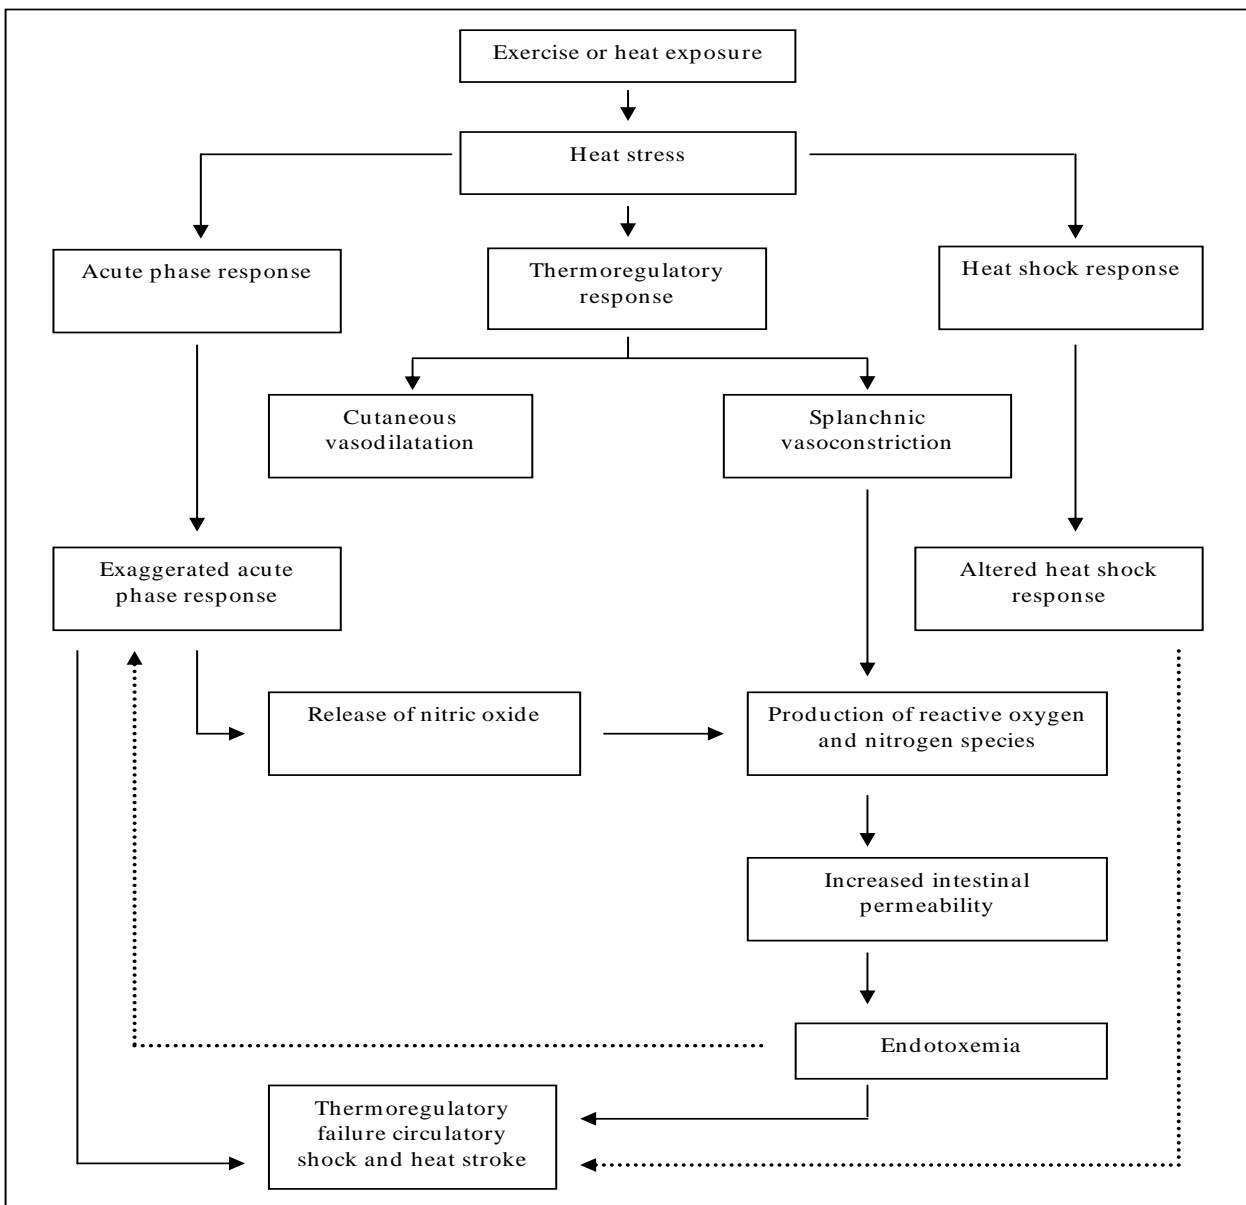 Exercise or heat exposure
Heat stress
Acute phase response
Thermoregulatory
response
Heat shock response
Cutaneous
vasodilatation
Splanchnic
vasoconstriction
Exaggerated acute
phase response
Altered heat shock
response
Release of nitric oxide
Production of reactive oxygen
and nitrogen species
Increased intestinal
permeability
Endotoxemia
Thermoregulatory
failure circulatory
shock and heat stroke